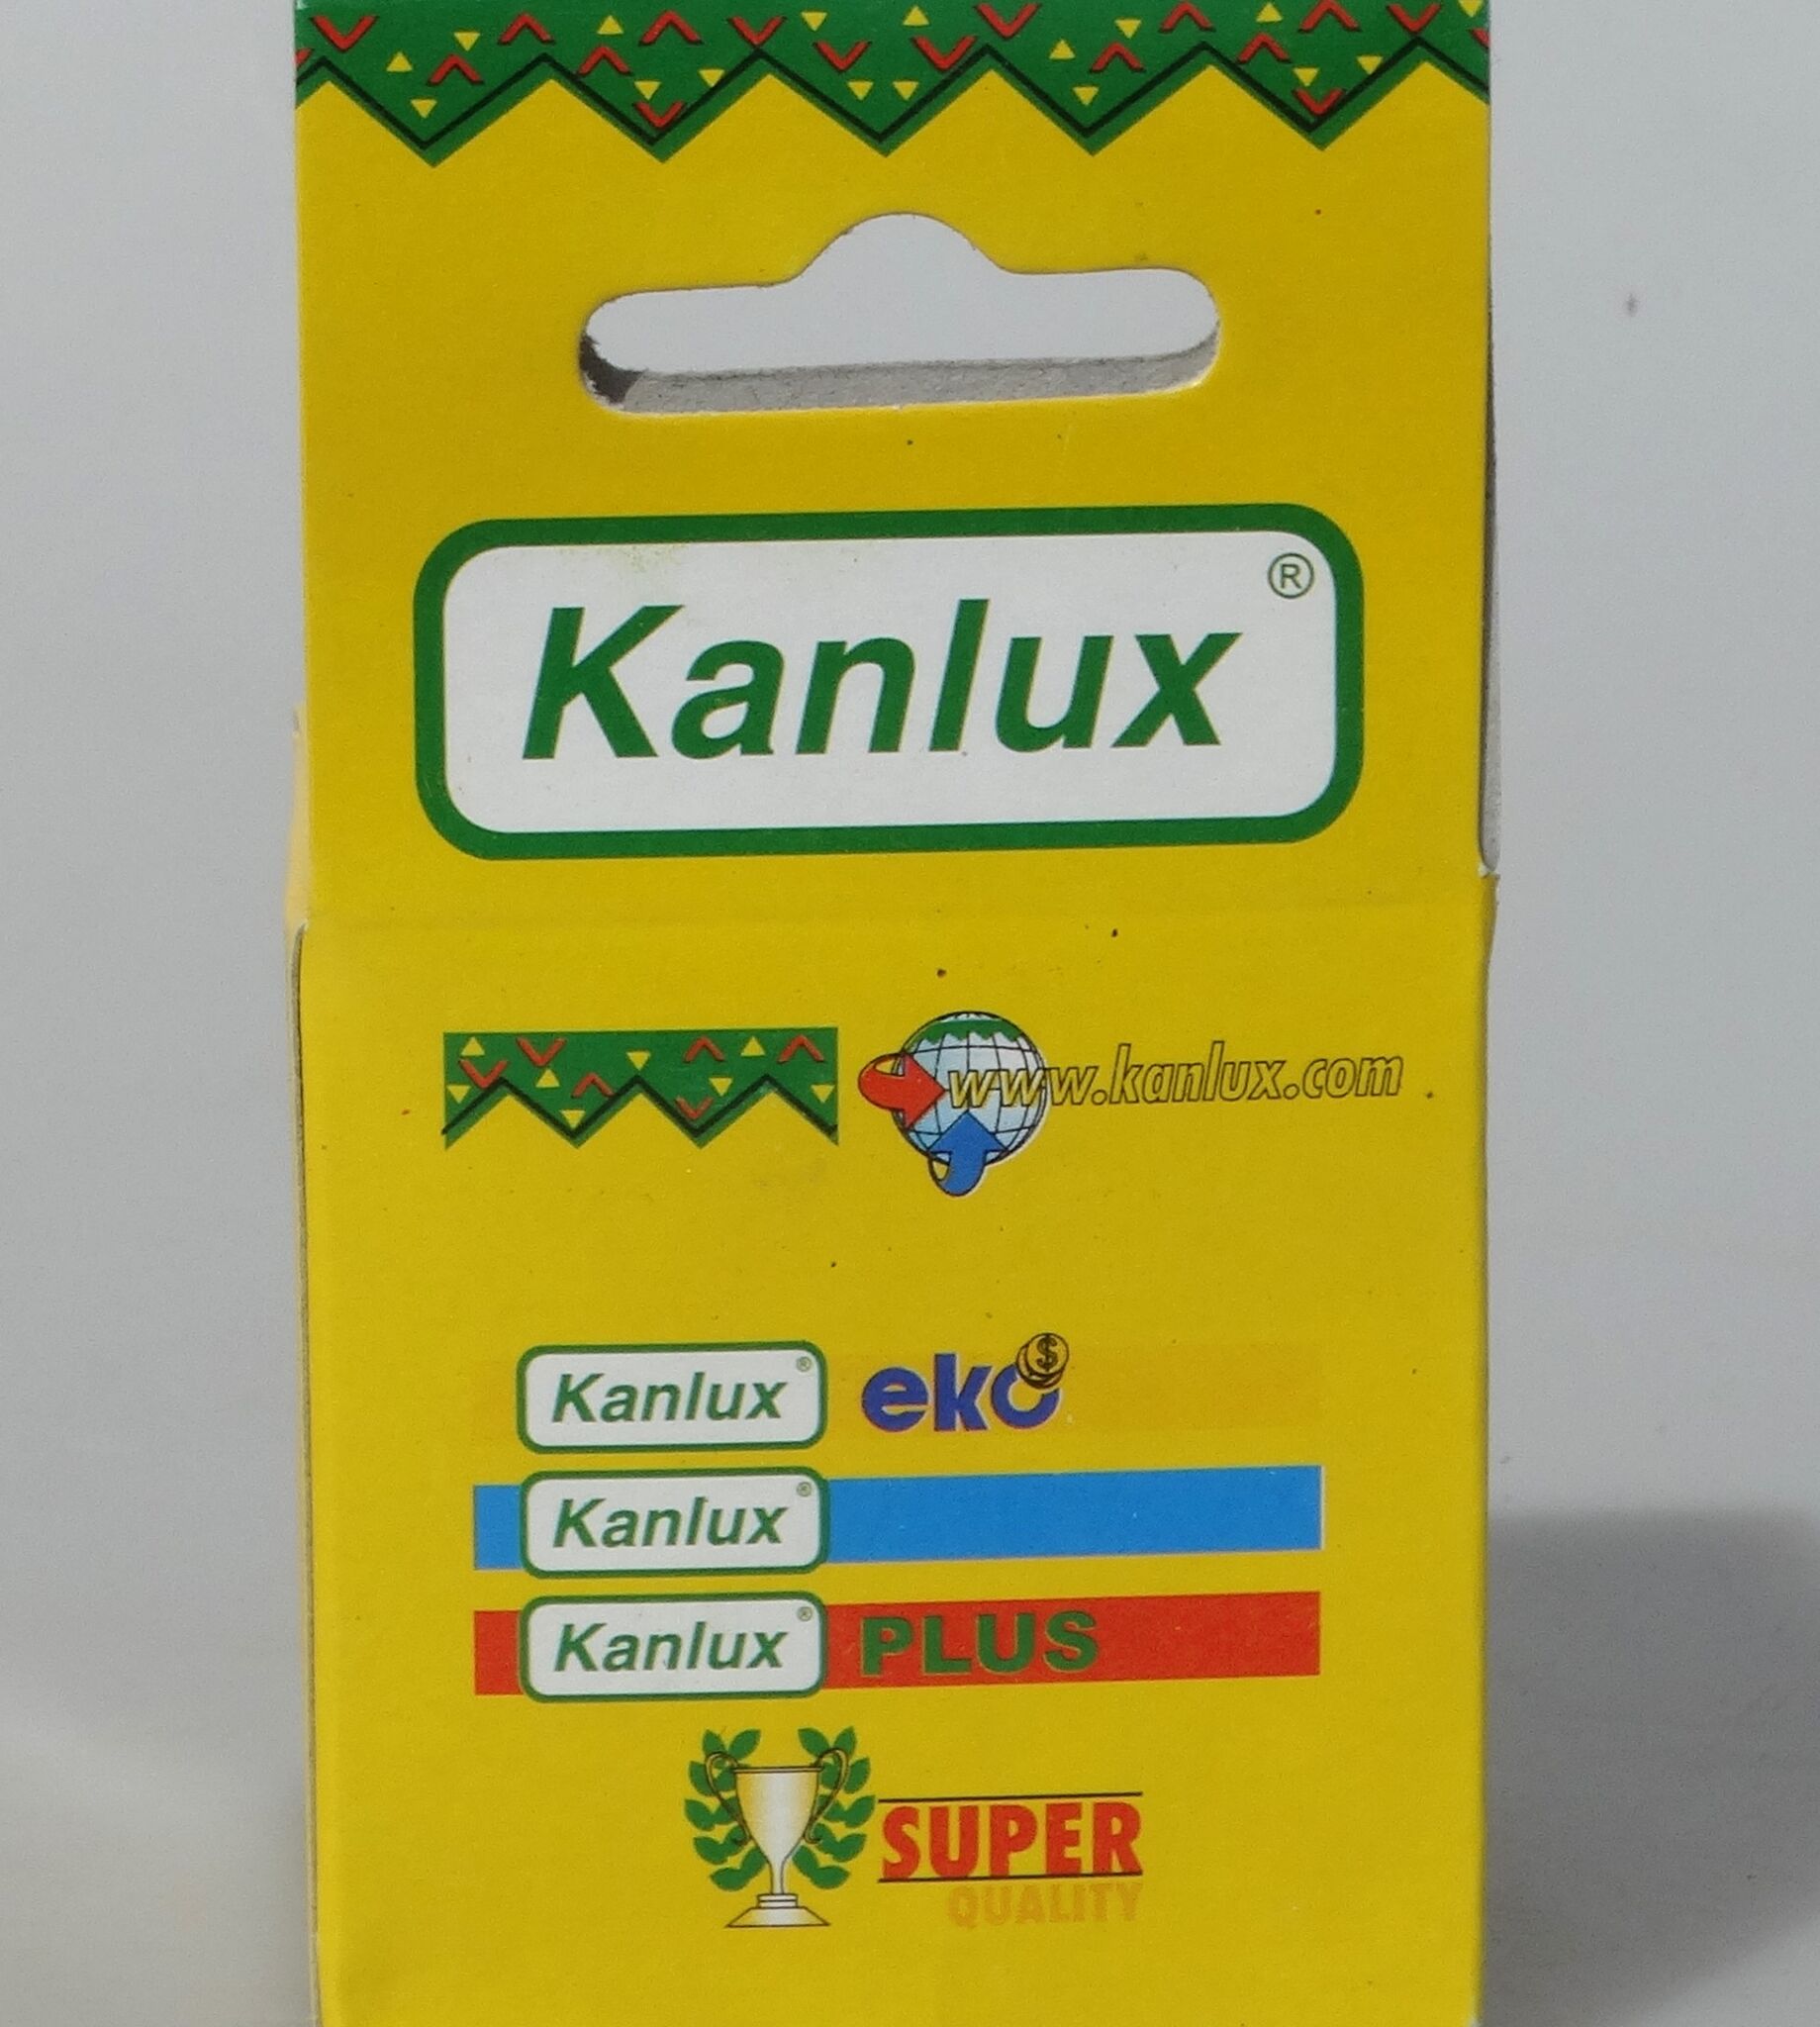 Kanlux ®
www.kanlux.com
Kanlux ® eko $
Kanlux ®
Kanlux ® PLUS
SUPER
QUALITY